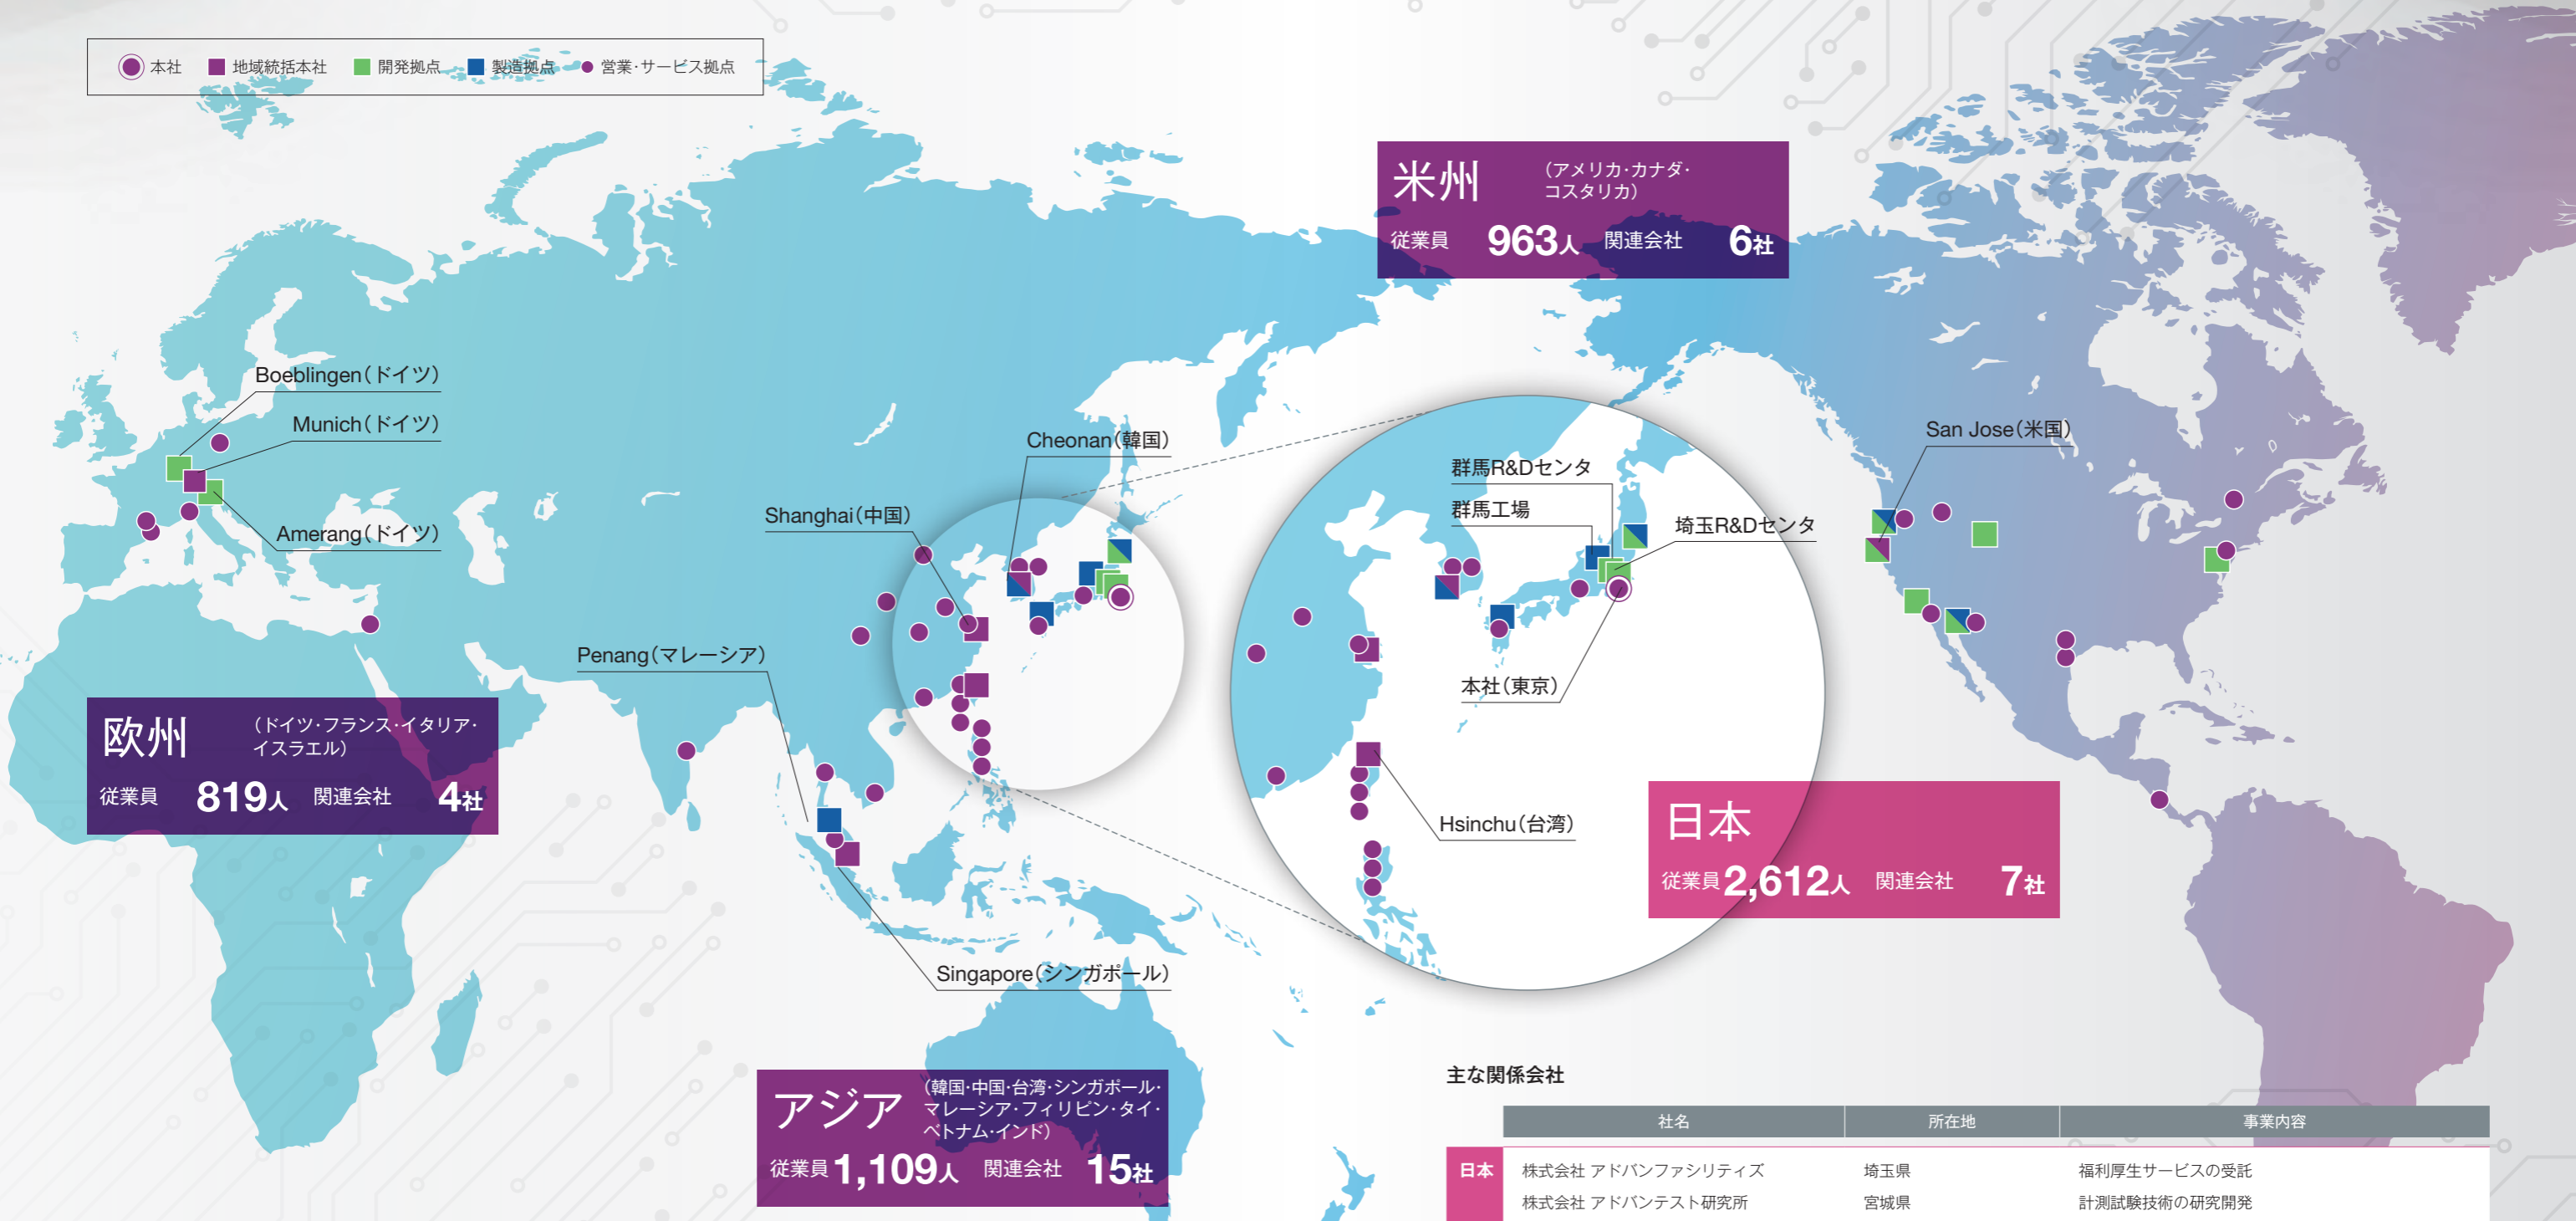 本社 地域統括本社 開発拠点 製造拠点 営業・サービス拠点
米州
（アメリカ・カナダ・
コスタリカ）
従業員 963人 関連会社 6社
Boeblingen（ドイツ）
Munich（ドイツ）
Amerang（ドイツ）
Cheonan（韓国）
Shanghai（中国）
Penang（マレーシア）
Singapore（シンガポール）
群馬R&Dセンタ
群馬工場
埼玉R&Dセンタ
本社（東京）
Hsinchu（台湾）
San Jose（米国）
欧州
（ドイツ・フランス・イタリア・
イスラエル）
従業員 819人 関連会社 4社
日本
従業員 2,612人 関連会社 7社
アジア
（韓国・中国・台湾・シンガポール・
マレーシア・フィリピン・タイ・
ベトナム・インド）
従業員 1,109人 関連会社 15社
主な関係会社
社名 所在地 事業内容
日本 株式会社 アドバンファシリティズ 埼玉県 福利厚生サービスの受託
株式会社 アドバンテスト研究所 宮城県 計測試験技術の研究開発